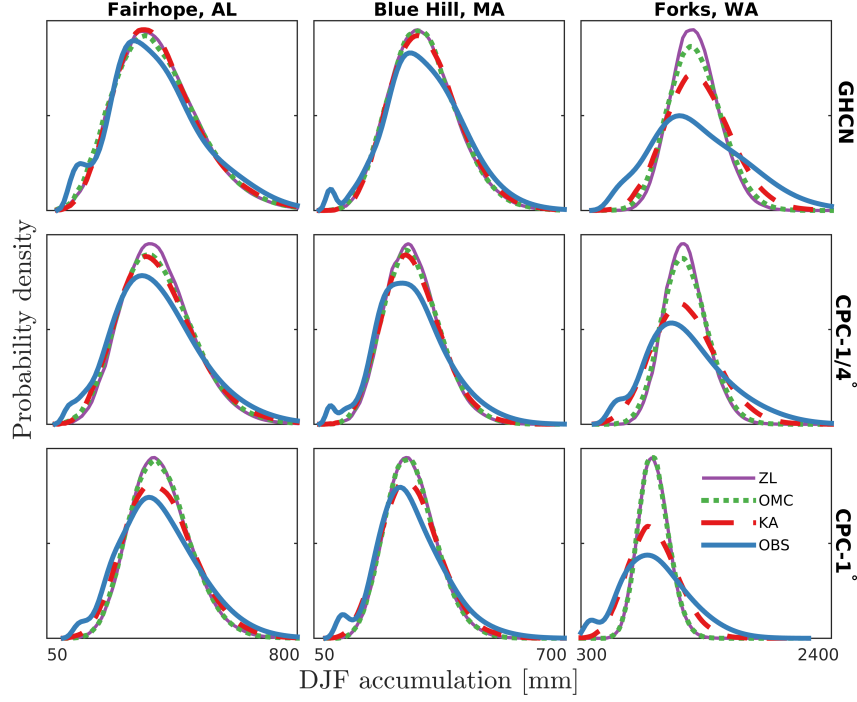 Fairhope, AL
Blue Hill, MA
Forks, WA
GHCN
CPC-1/4°
CPC-1°
Probability density
ZL
OMC
KA
OBS
50
800
50
700
300
2400
DJF accumulation [mm]